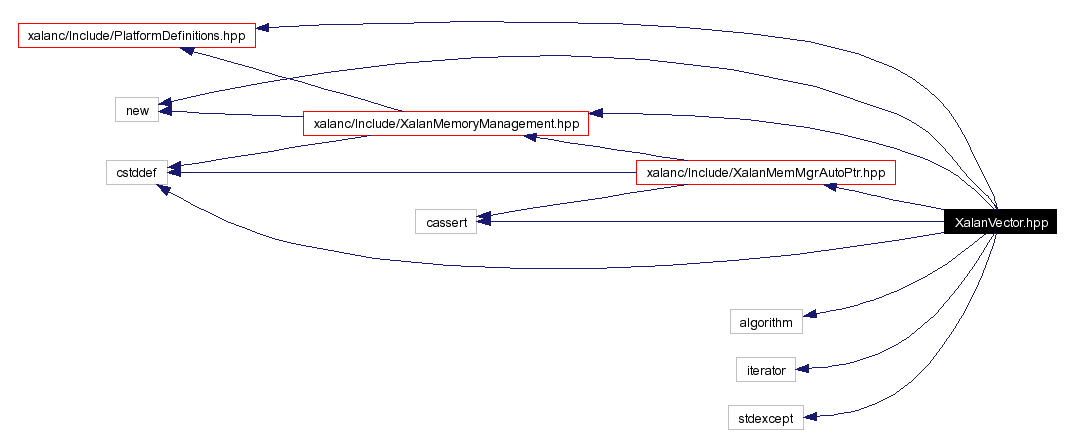 xalanc/Include/PlatformDefinitions.hpp
new
xalanc/Include/XalanMemoryManagement.hpp
cstddef
xalanc/Include/XalanMemMgrAutoPtr.hpp
cassert
XalanVector.hpp
algorithm
iterator
stdexcept